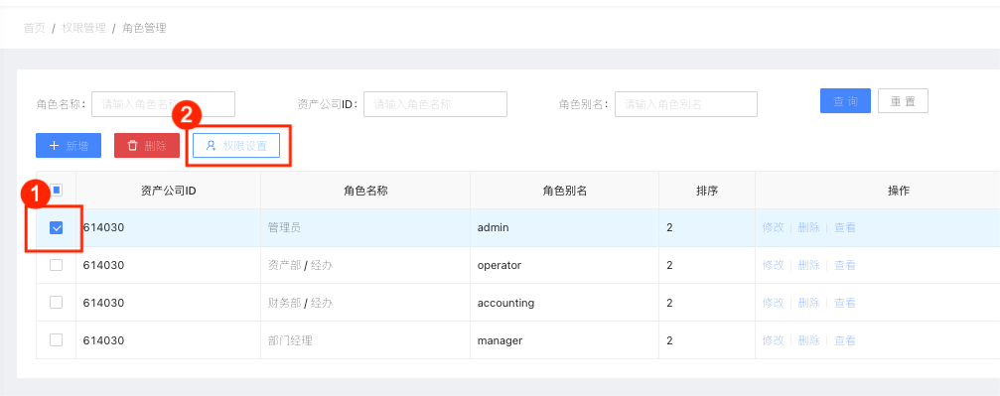 首页 / 权限管理 / 角色管理
角色名称: 请输入角色名称 资产公司ID: 请输入角色名称 角色别名: 请输入角色别名 查询 重置
2
新增 删除 权限设置
1
资产公司ID 角色名称 角色别名 排序 操作
614030 管理员 admin 2 修改 删除 查看
614030 资产部 / 经办 operator 2 修改 删除 查看
614030 财务部 / 经办 accounting 2 修改 删除 查看
614030 部门经理 manager 2 修改 删除 查看